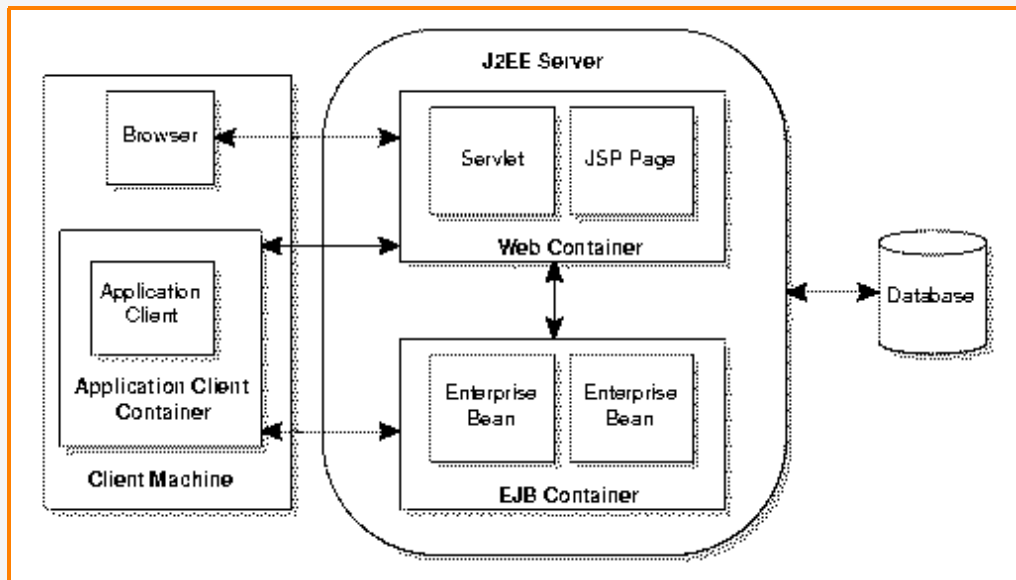 J2EE Server
Browser
Servlet
JSP Page
Web Container
Application
Client
Application Client
Container
Client Machine
Enterprise
Bean
Enterprise
Bean
EJB Container
Database